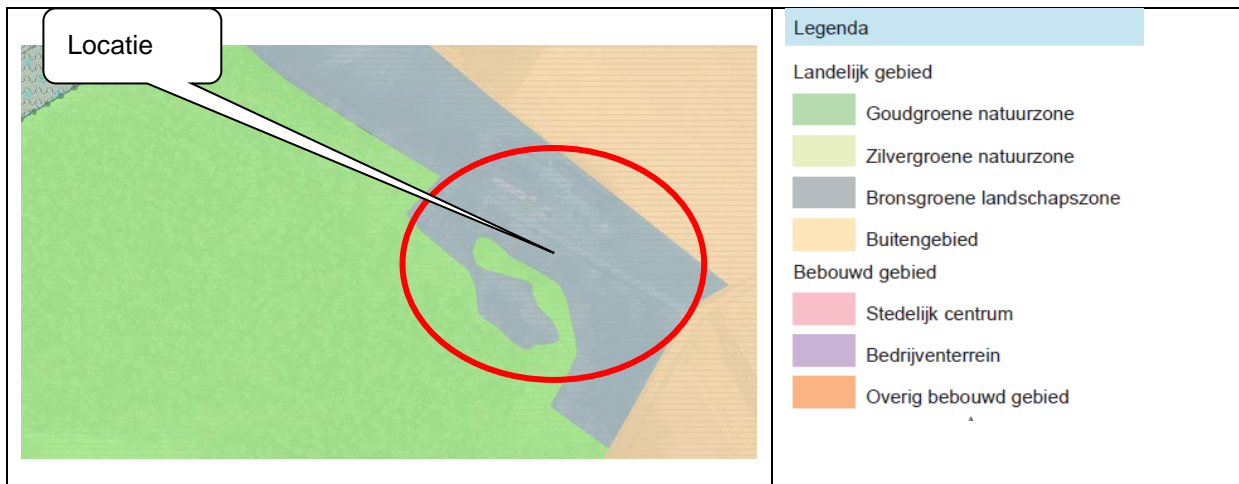 Locatie
Legenda
Landelijk gebied
Goudgroene natuurzone
Zilvergroene natuurzone
Bronsgroene landschapszone
Buitengebied
Bebouwd gebied
Stedelijk centrum
Bedrijventerrein
Overig bebouwd gebied